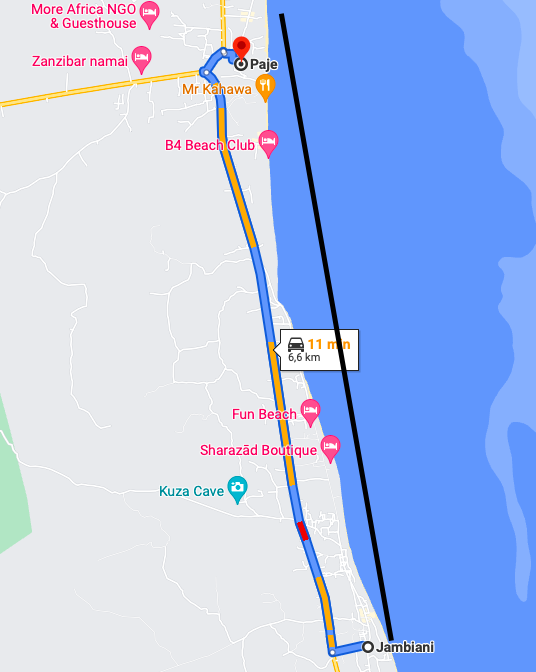 More Africa NGO
& Guesthouse
Zanzibar namai
Paje
Mr Kahawa
B4 Beach Club
11 min
6,6 km
Fun Beach
Sharazād Boutique
Kuza Cave
Jambiani